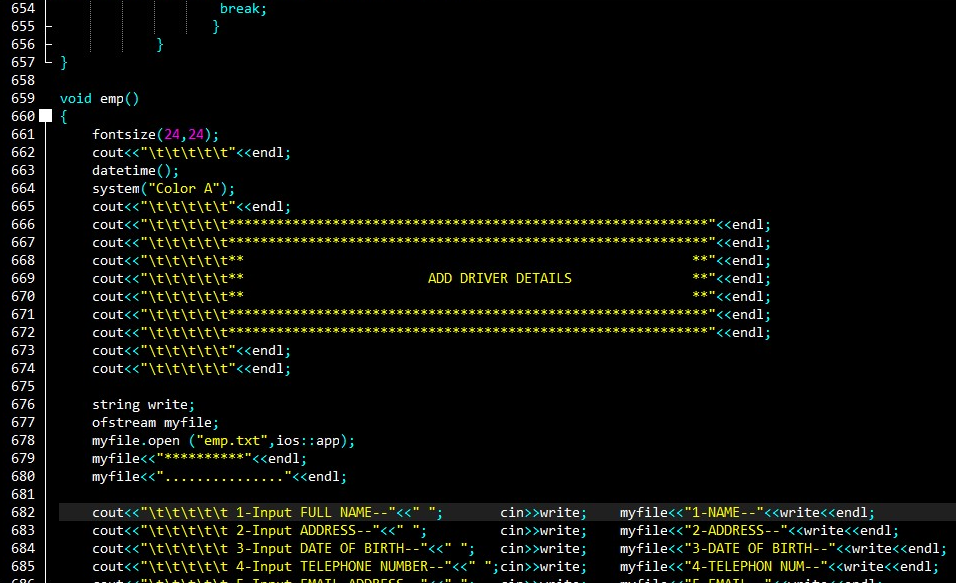 654 break;
655 }
656 }
657 }
658
659 void emp()
660 {
661 fontsize(24,24);
662 cout<<"\t\t\t\t\t"<<endl;
663 datetime();
664 system("Color A");
665 cout<<"\t\t\t\t\t"<<endl;
666 cout<<"\t\t\t\t\t************************************************************"<<endl;
667 cout<<"\t\t\t\t\t************************************************************"<<endl;
668 cout<<"\t\t\t\t\t**                                                        **"<<endl;
669 cout<<"\t\t\t\t\t**                       ADD DRIVER DETAILS               **"<<endl;
670 cout<<"\t\t\t\t\t**                                                        **"<<endl;
671 cout<<"\t\t\t\t\t************************************************************"<<endl;
672 cout<<"\t\t\t\t\t************************************************************"<<endl;
673 cout<<"\t\t\t\t\t"<<endl;
674 cout<<"\t\t\t\t\t"<<endl;
675
676 string write;
677 ofstream myfile;
678 myfile.open ("emp.txt",ios::app);
679 myfile<<"**********"<<endl;
680 myfile<<"..............."<<endl;
681
682 cout<<"\t\t\t\t\t 1-Input FULL NAME--"<<" "; cin>>write; myfile<<"1-NAME--"<<write<<endl;
683 cout<<"\t\t\t\t\t 2-Input ADDRESS--"<<" "; cin>>write; myfile<<"2-ADDRESS--"<<write<<endl;
684 cout<<"\t\t\t\t\t 3-Input DATE OF BIRTH--"<<" "; cin>>write; myfile<<"3-DATE OF BIRTH--"<<write<<endl;
685 cout<<"\t\t\t\t\t 4-Input TELEPHONE NUMBER--"<<" ";cin>>write; myfile<<"4-TELEPHON NUM--"<<write<<endl;